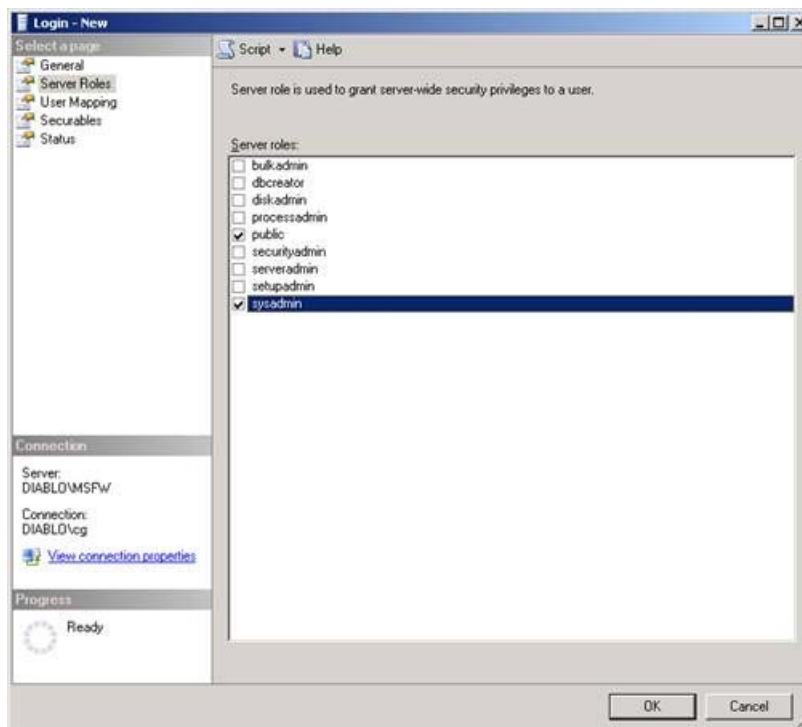 Login - New
Select a page
General
Server Roles
User Mapping
Securables
Status
Script
Help
Server role is used to grant server-wide security privileges to a user.
Server roles:
bulkadmin
dbcreator
diskadmin
processadmin
public
securityadmin
serveradmin
setupadmin
sysadmin
Connection
Server:
DIABLO\MSFW
Connection:
DIABLO\cg
View connection properties
Progress
Ready
OK
Cancel